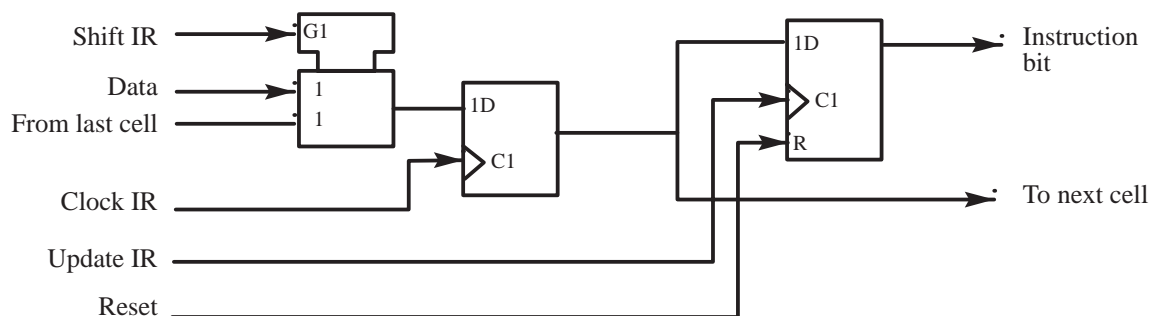 Shift IR
G1
Data
1
From last cell
1
1D
C1
Clock IR
Update IR
Reset
1D
C1
R
Instruction
bit
To next cell